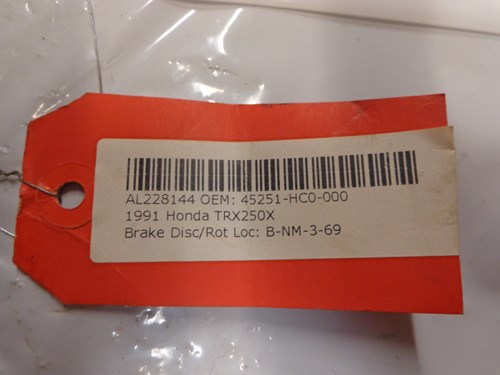 AL228144 OEM: 45251-HC0-000
1991 Honda TRX250X
Brake Disc/Rot Loc: B-NM-3-69